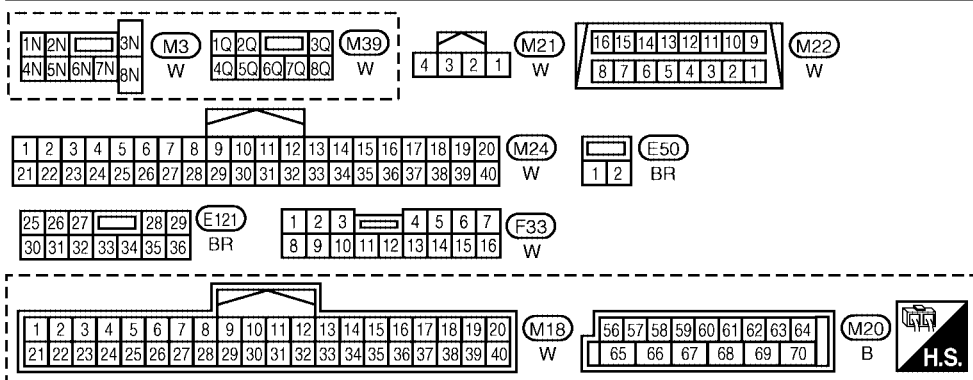 1N 2N 3N M3 1Q 2Q 3Q M39 M21 16 15 14 13 12 11 10 9 M22
4N 5N 6N 7N 8N W 4Q 5Q 6Q 7Q 8Q W 4 3 2 1 W 8 7 6 5 4 3 2 1 W
1 2 3 4 5 6 7 8 9 10 11 12 13 14 15 16 17 18 19 20 M24 E50
21 22 23 24 25 26 27 28 29 30 31 32 33 34 35 36 37 38 39 40 W 1 2 BR
25 26 27 28 29 E121 1 2 3 4 5 6 7 F33
30 31 32 33 34 35 36 BR 8 9 10 11 12 13 14 15 16 W
1 2 3 4 5 6 7 8 9 10 11 12 13 14 15 16 17 18 19 20 M18 56 57 58 59 60 61 62 63 64 M20
21 22 23 24 25 26 27 28 29 30 31 32 33 34 35 36 37 38 39 40 W 65 66 67 68 69 70 B H.S.